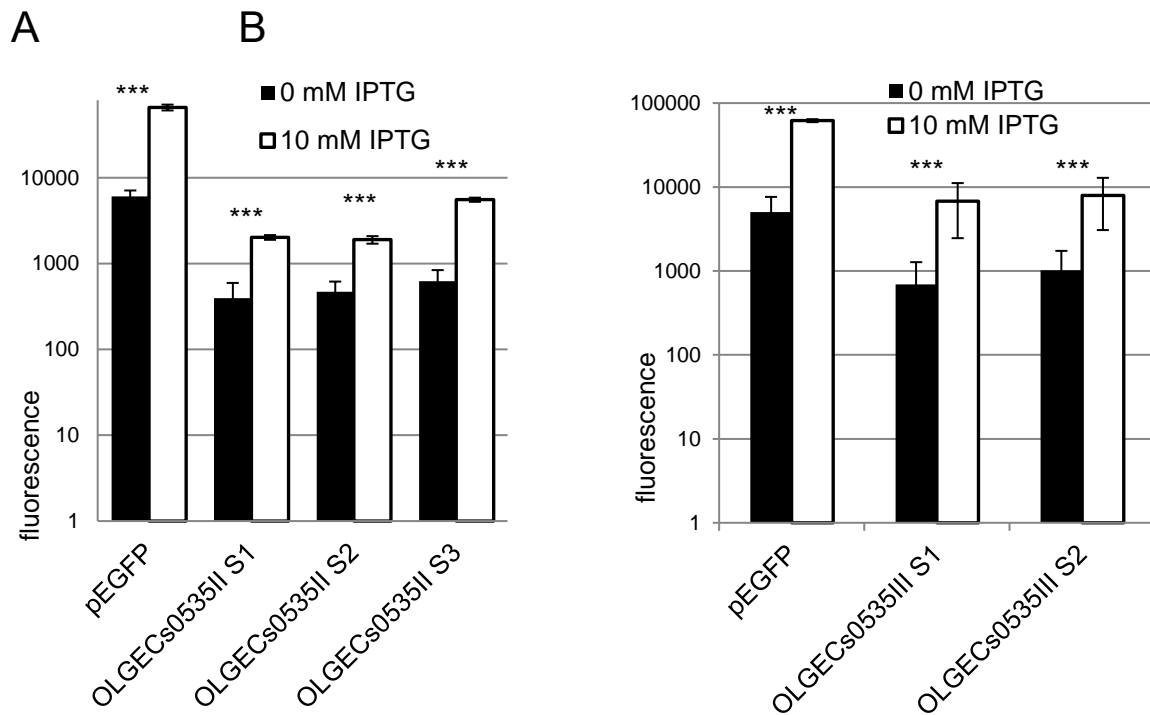 A
B
***
0 mM IPTG
10 mM IPTG
***
***
***
10000
1000
100
10
1
fluorescence
pEGFP
OLGECs0535II S1
OLGECs0535II S2
OLGECs0535II S3
0 mM IPTG
10 mM IPTG
***
***
***
100000
10000
1000
100
10
1
fluorescence
pEGFP
OLGECs0535III S1
OLGECs0535III S2